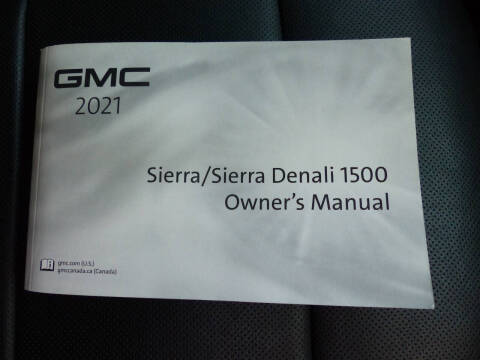 GMC
2021
Sierra/Sierra Denali 1500
Owner's Manual
gmc.com (U.S.)
gmccanada.ca (Canada)